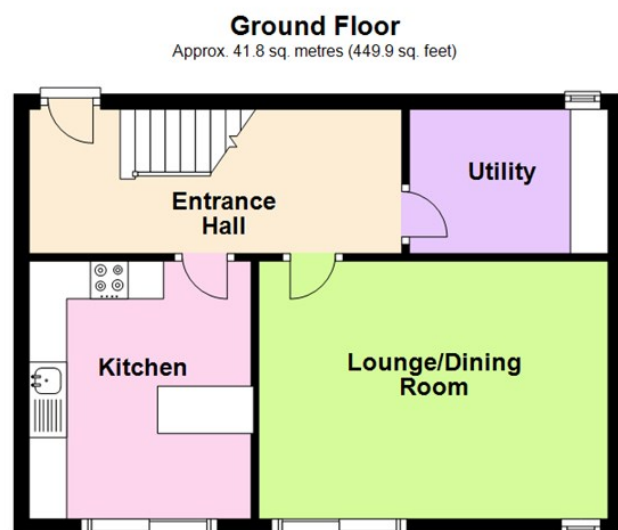 Ground Floor
Approx. 41.8 sq. metres (449.9 sq. feet)
Utility
Entrance
Hall
Kitchen
Lounge/Dining
Room